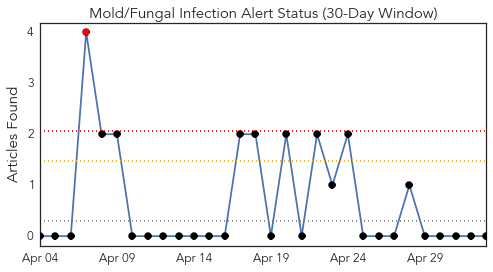 Mold/Fungal Infection Alert Status (30-Day Window)
Articles Found
4
3
2
1
0
Apr 04 Apr 09 Apr 14 Apr 19 Apr 24 Apr 29